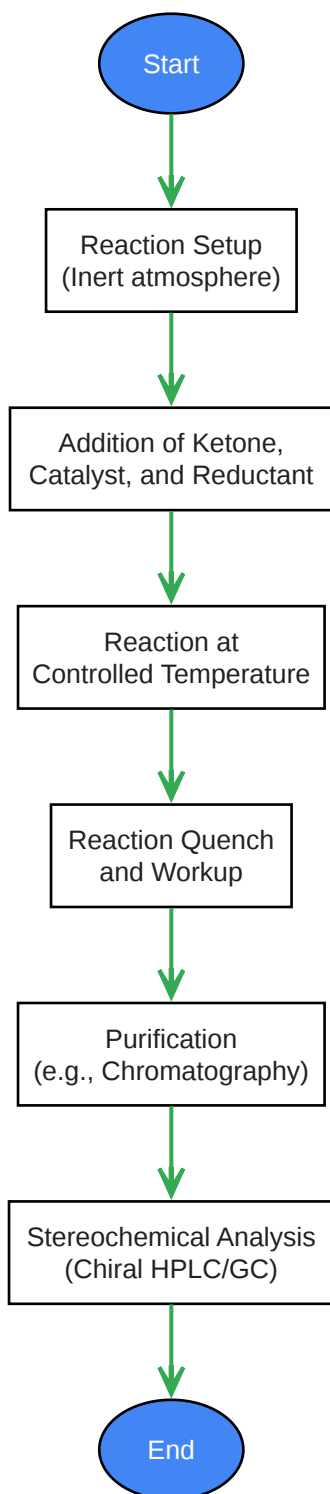 Start
Reaction Setup
(Inert atmosphere)
Addition of Ketone,
Catalyst, and Reductant
Reaction at
Controlled Temperature
Reaction Quench
and Workup
Purification
(e.g., Chromatography)
Stereochemical Analysis
(Chiral HPLC/GC)
End